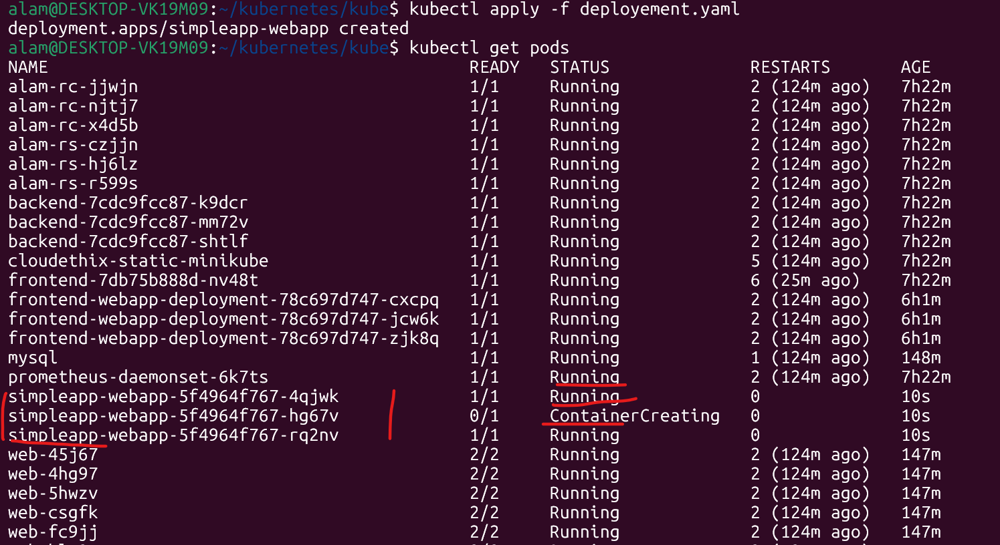 alam@DESKTOP-VK19M09:~/kubernetes/kube$ kubectl apply -f deployement.yaml
deployment.apps/simpleapp-webapp created
alam@DESKTOP-VK19M09:~/kubernetes/kube$ kubectl get pods
NAME READY STATUS RESTARTS AGE
alam-rc-jjwjn 1/1 Running 2 (124m ago) 7h22m
alam-rc-njtj7 1/1 Running 2 (124m ago) 7h22m
alam-rc-x4d5b 1/1 Running 2 (124m ago) 7h22m
alam-rs-czjjn 1/1 Running 2 (124m ago) 7h22m
alam-rs-hj6lz 1/1 Running 2 (124m ago) 7h22m
alam-rs-r599s 1/1 Running 2 (124m ago) 7h22m
backend-7cdc9fcc87-k9dcr 1/1 Running 2 (124m ago) 7h22m
backend-7cdc9fcc87-mm72v 1/1 Running 2 (124m ago) 7h22m
backend-7cdc9fcc87-shtlf 1/1 Running 2 (124m ago) 7h22m
cloudethix-static-minikube 1/1 Running 5 (124m ago) 7h22m
frontend-7db75b888d-nv48t 1/1 Running 6 (25m ago) 7h22m
frontend-webapp-deployment-78c697d747-cxcpq 1/1 Running 2 (124m ago) 6h1m
frontend-webapp-deployment-78c697d747-jcw6k 1/1 Running 2 (124m ago) 6h1m
frontend-webapp-deployment-78c697d747-zjk8q 1/1 Running 2 (124m ago) 6h1m
mysql 1/1 Running 1 (124m ago) 148m
prometheus-daemonset-6k7ts 1/1 Running 2 (124m ago) 7h22m
simpleapp-webapp-5f4964f767-4qjwk 1/1 Running 0 10s
simpleapp-webapp-5f4964f767-hg67v 0/1 ContainerCreating 0 10s
simpleapp-webapp-5f4964f767-rq2nv 1/1 Running 0 10s
web-45j67 2/2 Running 2 (124m ago) 147m
web-4hg97 2/2 Running 2 (124m ago) 147m
web-5hwzv 2/2 Running 2 (124m ago) 147m
web-csgfk 2/2 Running 2 (124m ago) 147m
web-fc9jj 2/2 Running 2 (124m ago) 147m